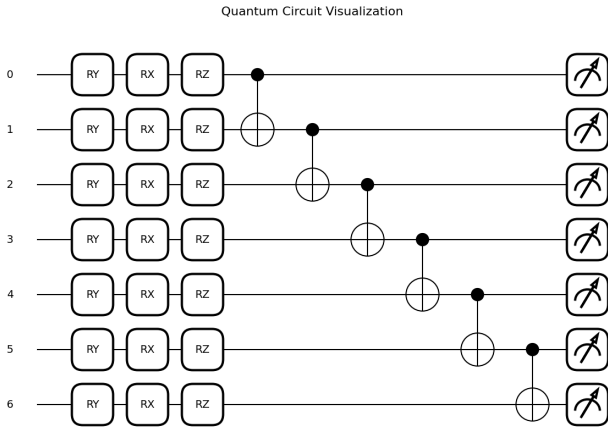 Quantum Circuit Visualization
0 RY RX RZ
1 RY RX RZ
2 RY RX RZ
3 RY RX RZ
4 RY RX RZ
5 RY RX RZ
6 RY RX RZ